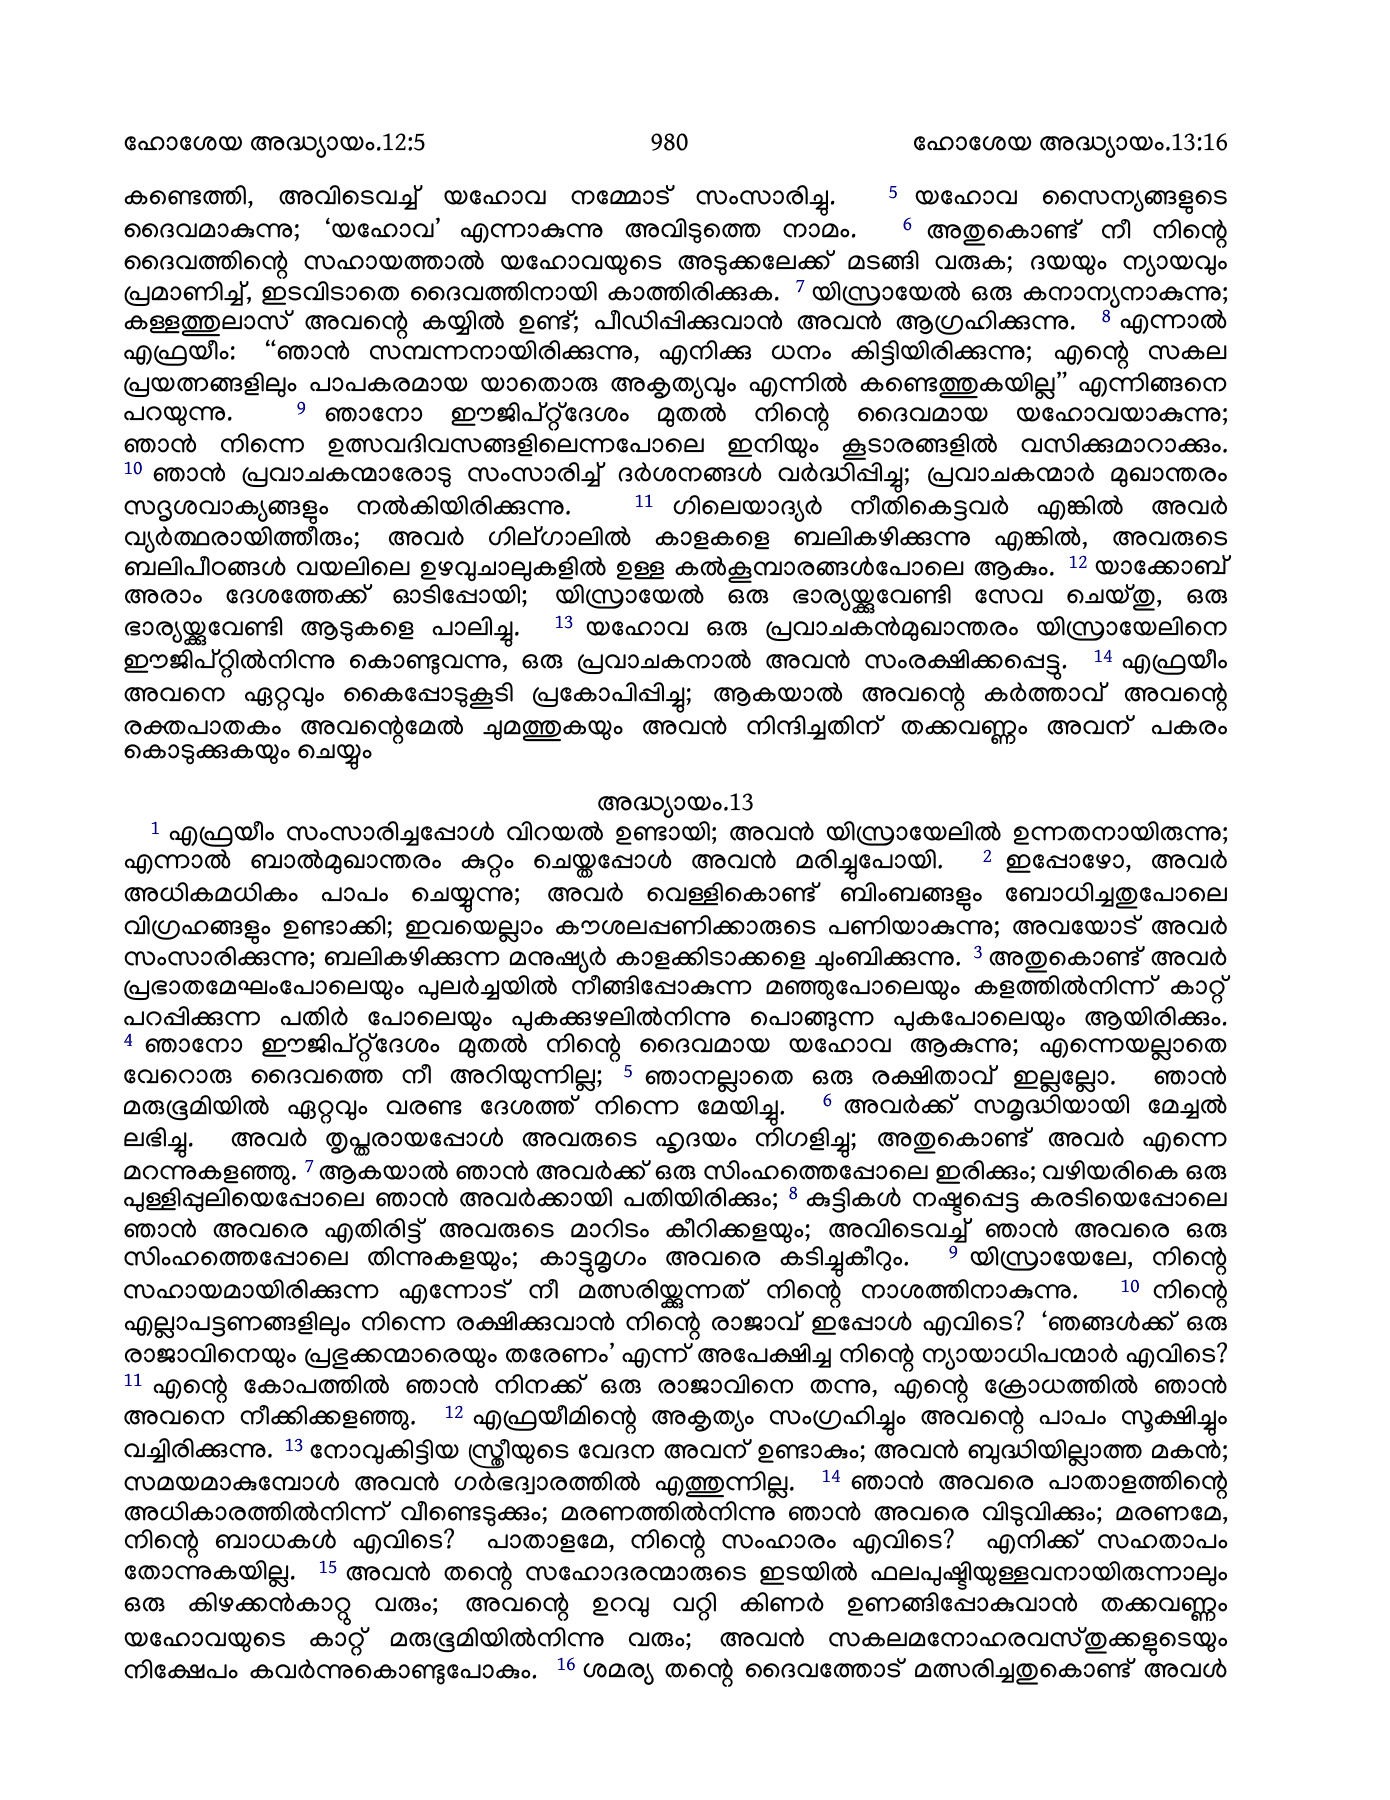 ഹോശേയ അദ്ധ്യായം.12:5 980 ഹോശേയ അദ്ധ്യായം.13:16
കണ്ടെത്തി, അവിടെവച്ച് യഹോവ നമ്മോട് സംസാരിച്ചു. 5 യഹോവ സൈന്യങ്ങളുടെ
ദൈവമാകുന്നു; ‘യഹോവ’ എന്നാകുന്നു അവിടുത്തെ നാമം. 6 അതുകൊണ്ട് നീ നിന്റെ
ദൈവത്തിന്റെ സഹായത്താൽ യഹോവയുടെ അടുക്കലേക്ക് മടങ്ങി വരുക; ദയയും ന്യായവും
പ്രമാണിച്ച്, ഇടവിടാതെ ദൈവത്തിനായി കാത്തിരിക്കുക. 7 യിസ്രായേൽ ഒരു കനാന്യനാകുന്നു;
കള്ളത്തുലാസ് അവന്റെ കയ്യിൽ ഉണ്ട്; പീഡിപ്പിക്കുവാൻ അവൻ ആഗ്രഹിക്കുന്നു. 8 എന്നാൽ
എഫ്രയീം: “ഞാൻ സമ്പന്നനായിരിക്കുന്നു, എനിക്കു ധനം കിട്ടിയിരിക്കുന്നു; എന്റെ സകല
പ്രയത്നങ്ങളിലും പാപകരമായ യാതൊരു അകൃത്യവും എന്നിൽ കണ്ടെത്തുകയില്ല” എന്നിങ്ങനെ
പറയുന്നു. 9 ഞാനോ ഈജിപ്റ്റ്ദേശം മുതൽ നിന്റെ ദൈവമായ യഹോവയാകുന്നു;
ഞാൻ നിന്നെ ഉത്സവദിവസങ്ങളിലെന്നപോലെ ഇനിയും കൂടാരങ്ങളിൽ വസിക്കുമാറാക്കും.
10 ഞാൻ പ്രവാചകന്മാരോടു സംസാരിച്ച് ദർശനങ്ങൾ വർദ്ധിപ്പിച്ചു; പ്രവാചകന്മാർ മുഖാന്തരം
സദൃശവാക്യങ്ങളും നൽകിയിരിക്കുന്നു. 11 ഗിലെയാദ്യർ നീതികെട്ടവർ എങ്കിൽ അവർ
വ്യർത്ഥരായിത്തീരും; അവർ ഗില്ഗാലിൽ കാളകളെ ബലികഴിക്കുന്നു എങ്കിൽ, അവരുടെ
ബലിപീഠങ്ങൾ വയലിലെ ഉഴവുചാലുകളിൽ ഉള്ള കൽകൂമ്പാരങ്ങൾപോലെ ആകും. 12 യാക്കോബ്
അരാം ദേശത്തേക്ക് ഓടിപ്പോയി; യിസ്രായേൽ ഒരു ഭാര്യയ്ക്കുവേണ്ടി സേവ ചെയ്തു, ഒരു
ഭാര്യയ്ക്കുവേണ്ടി ആടുകളെ പാലിച്ചു. 13 യഹോവ ഒരു പ്രവാചകൻമുഖാന്തരം യിസ്രായേലിനെ
ഈജിപ്റ്റിൽനിന്നു കൊണ്ടുവന്നു, ഒരു പ്രവാചകനാൽ അവൻ സംരക്ഷിക്കപ്പെട്ടു. 14 എഫ്രയീം
അവനെ ഏറ്റവും കൈപ്പോടുകൂടി പ്രകോപിപ്പിച്ചു; ആകയാൽ അവന്റെ കർത്താവ് അവന്റെ
രക്തപാതകം അവന്റെമേൽ ചുമത്തുകയും അവൻ നിന്ദിച്ചതിന് തക്കവണ്ണം അവന് പകരം
കൊടുക്കുകയും ചെയ്യും
അദ്ധ്യായം.13
1 എഫ്രയീം സംസാരിച്ചപ്പോൾ വിറയൽ ഉണ്ടായി; അവൻ യിസ്രായേലിൽ ഉന്നതനായിരുന്നു;
എന്നാൽ ബാൽമുഖാന്തരം കുറ്റം ചെയ്തപ്പോൾ അവൻ മരിച്ചുപോയി. 2 ഇപ്പോഴോ, അവർ
അധികമധികം പാപം ചെയ്യുന്നു; അവർ വെള്ളികൊണ്ട് ബിംബങ്ങളും ബോധിച്ചതുപോലെ
വിഗ്രഹങ്ങളും ഉണ്ടാക്കി; ഇവയെല്ലാം കൗശലപ്പണിക്കാരുടെ പണിയാകുന്നു; അവയോട് അവർ
സംസാരിക്കുന്നു; ബലികഴിക്കുന്ന മനുഷ്യർ കാളക്കിടാക്കളെ ചുംബിക്കുന്നു. 3 അതുകൊണ്ട് അവർ
പ്രഭാതമേഘംപോലെയും പുലർച്ചയിൽ നീങ്ങിപ്പോകുന്ന മഞ്ഞുപോലെയും കളത്തിൽനിന്ന് കാറ്റ്
പറപ്പിക്കുന്ന പതിർ പോലെയും പുകക്കുഴലിൽനിന്നു പൊങ്ങുന്ന പുകപോലെയും ആയിരിക്കും.
4 ഞാനോ ഈജിപ്റ്റ്ദേശം മുതൽ നിന്റെ ദൈവമായ യഹോവ ആകുന്നു; എന്നെയല്ലാതെ
വേറൊരു ദൈവത്തെ നീ അറിയുന്നില്ല; 5 ഞാനല്ലാതെ ഒരു രക്ഷിതാവ് ഇല്ലല്ലോ. ഞാൻ
മരുഭൂമിയിൽ ഏറ്റവും വരണ്ട ദേശത്ത് നിന്നെ മേയിച്ചു. 6 അവർക്ക് സമൃദ്ധിയായി മേച്ചൽ
ലഭിച്ചു. അവർ തൃപ്തരായപ്പോൾ അവരുടെ ഹൃദയം നിഗളിച്ചു; അതുകൊണ്ട് അവർ എന്നെ
മറന്നുകളഞ്ഞു. 7 ആകയാൽ ഞാൻ അവർക്ക് ഒരു സിംഹത്തെപ്പോലെ ഇരിക്കും; വഴിയരികെ ഒരു
പുള്ളിപ്പുലിയെപ്പോലെ ഞാൻ അവർക്കായി പതിയിരിക്കും; 8 കുട്ടികൾ നഷ്ടപ്പെട്ട കരടിയെപ്പോലെ
ഞാൻ അവരെ എതിരിട്ട് അവരുടെ മാറിടം കീറിക്കളയും; അവിടെവച്ച് ഞാൻ അവരെ ഒരു
സിംഹത്തെപ്പോലെ തിന്നുകളയും; കാട്ടുമൃഗം അവരെ കടിച്ചുകീറും. 9 യിസ്രായേലേ, നിന്റെ
സഹായമായിരിക്കുന്ന എന്നോട് നീ മത്സരിയ്ക്കുന്നത് നിന്റെ നാശത്തിനാകുന്നു. 10 നിന്റെ
എല്ലാപട്ടണങ്ങളിലും നിന്നെ രക്ഷിക്കുവാൻ നിന്റെ രാജാവ് ഇപ്പോൾ എവിടെ? ‘ഞങ്ങൾക്ക് ഒരു
രാജാവിനെയും പ്രഭുക്കന്മാരെയും തരേണം’ എന്ന് അപേക്ഷിച്ച നിന്റെ ന്യായാധിപന്മാർ എവിടെ?
11 എന്റെ കോപത്തിൽ ഞാൻ നിനക്ക് ഒരു രാജാവിനെ തന്നു, എന്റെ ക്രോധത്തിൽ ഞാൻ
അവനെ നീക്കിക്കളഞ്ഞു. 12 എഫ്രയീമിന്റെ അകൃത്യം സംഗ്രഹിച്ചും അവന്റെ പാപം സൂക്ഷിച്ചും
വച്ചിരിക്കുന്നു. 13 നോവുകിട്ടിയ സ്ത്രീയുടെ വേദന അവന് ഉണ്ടാകും; അവൻ ബുദ്ധിയില്ലാത്ത മകൻ;
സമയമാകുമ്പോൾ അവൻ ഗർഭദ്വാരത്തിൽ എത്തുന്നില്ല. 14 ഞാൻ അവരെ പാതാളത്തിന്റെ
അധികാരത്തിൽനിന്ന് വീണ്ടെടുക്കും; മരണത്തിൽനിന്നു ഞാൻ അവരെ വിടുവിക്കും; മരണമേ,
നിന്റെ ബാധകൾ എവിടെ? പാതാളമേ, നിന്റെ സംഹാരം എവിടെ? എനിക്ക് സഹതാപം
തോന്നുകയില്ല. 15 അവൻ തന്റെ സഹോദരന്മാരുടെ ഇടയിൽ ഫലപുഷ്ടിയുള്ളവനായിരുന്നാലും
ഒരു കിഴക്കൻകാറ്റു വരും; അവന്റെ ഉറവു വറ്റി കിണർ ഉണങ്ങിപ്പോകുവാൻ തക്കവണ്ണം
യഹോവയുടെ കാറ്റ് മരുഭൂമിയിൽനിന്നു വരും; അവൻ സകലമനോഹരവസ്തുക്കളുടെയും
നിക്ഷേപം കവർന്നുകൊണ്ടുപോകും. 16 ശമര്യ തന്റെ ദൈവത്തോട് മത്സരിച്ചതുകൊണ്ട് അവൾ